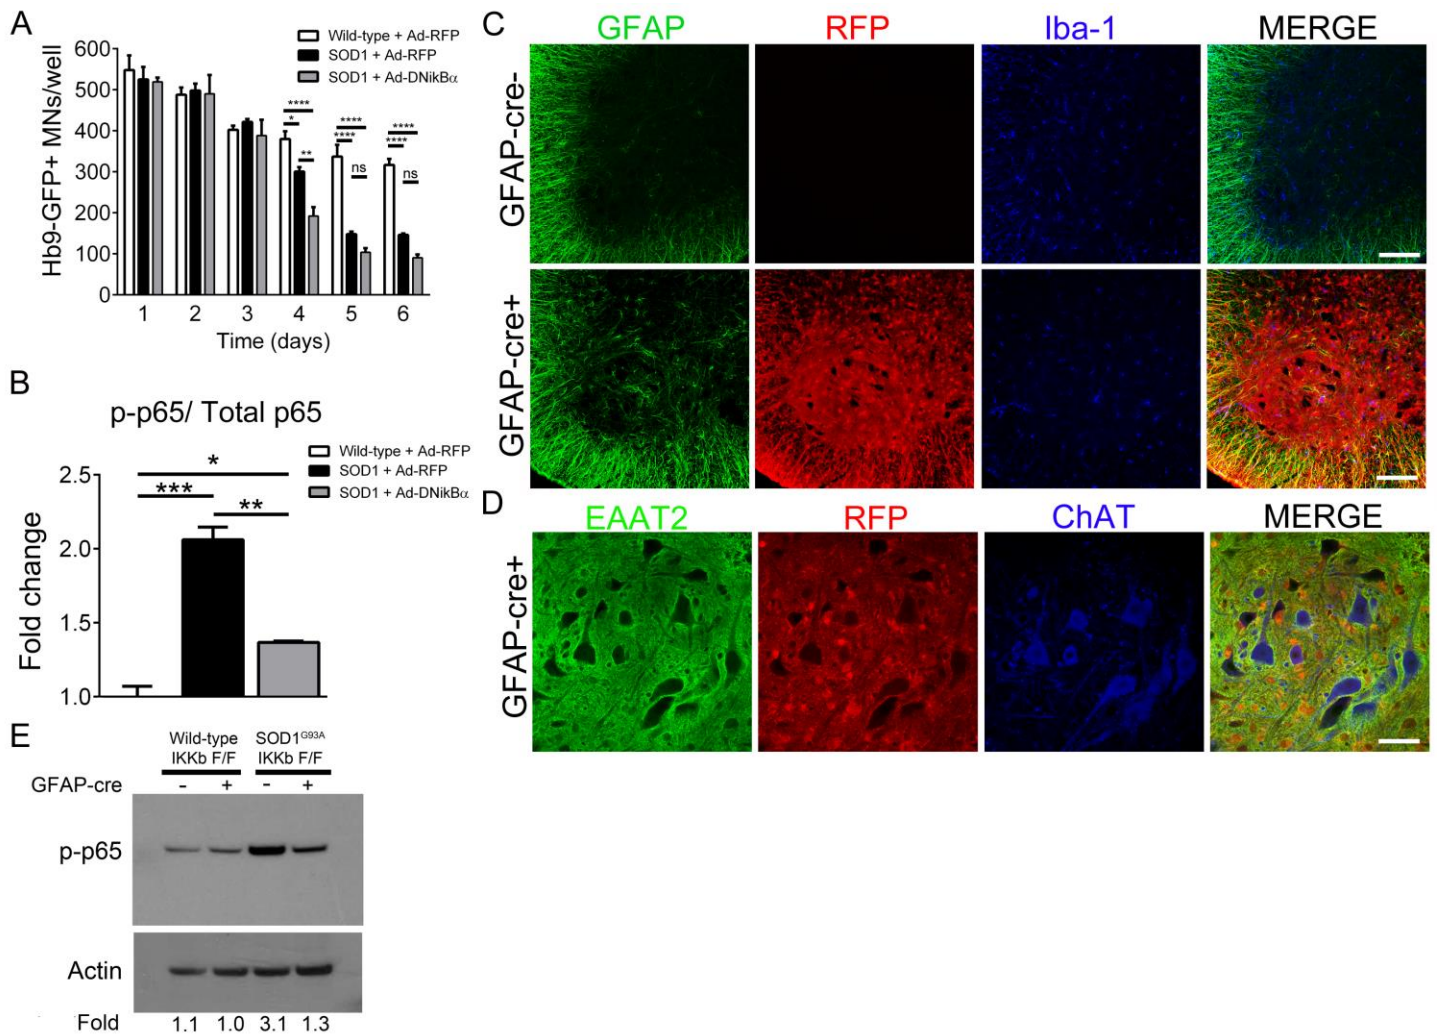 A
Wild-type + Ad-RFP
SOD1 + Ad-RFP
SOD1 + Ad-DNikBα
Hb9-GFP+ MNs/well
600
500
400
300
200
100
0
****
*
**
****
****
ns
****
****
ns
1 2 3 4 5 6
Time (days)
B
p-p65/ Total p65
Wild-type + Ad-RFP
SOD1 + Ad-RFP
SOD1 + Ad-DNikBα
Fold change
2.5
2.0
1.5
1.0
*
***
**
C
GFAP RFP Iba-1 MERGE
GFAP-cre-
GFAP-cre+
D
EAAT2 RFP ChAT MERGE
GFAP-cre+
E
Wild-type SOD1G93A
IKKb F/F IKKb F/F
GFAP-cre - + - +
p-p65
Actin
Fold 1.1 1.0 3.1 1.3